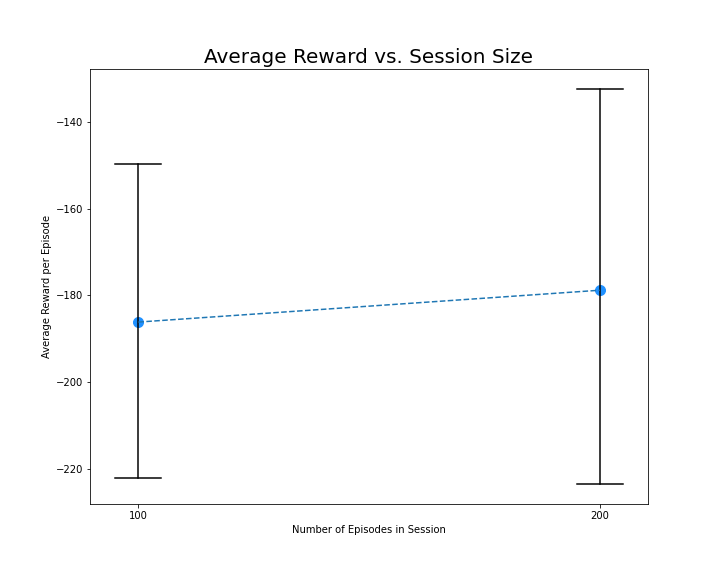 Average Reward vs. Session Size
Average Reward per Episode
−140
−160
−180
−200
−220
100
200
Number of Episodes in Session